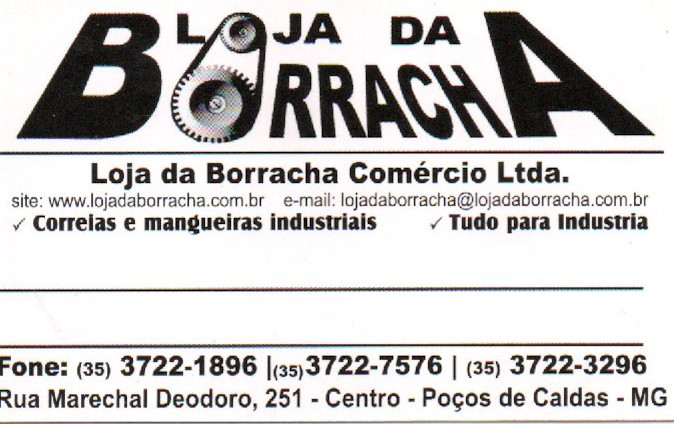 LOJA DA
BORRACHA
Loja da Borracha Comércio Ltda.
site: www.lojadaborracha.com.br e-mail: lojadaborracha@lojadaborracha.com.br
✓ Correias e mangueiras industriais ✓ Tudo para Industria
Fone: (35) 3722-1896 |(35)3722-7576 | (35) 3722-3296
Rua Marechal Deodoro, 251 - Centro - Poços de Caldas - MG